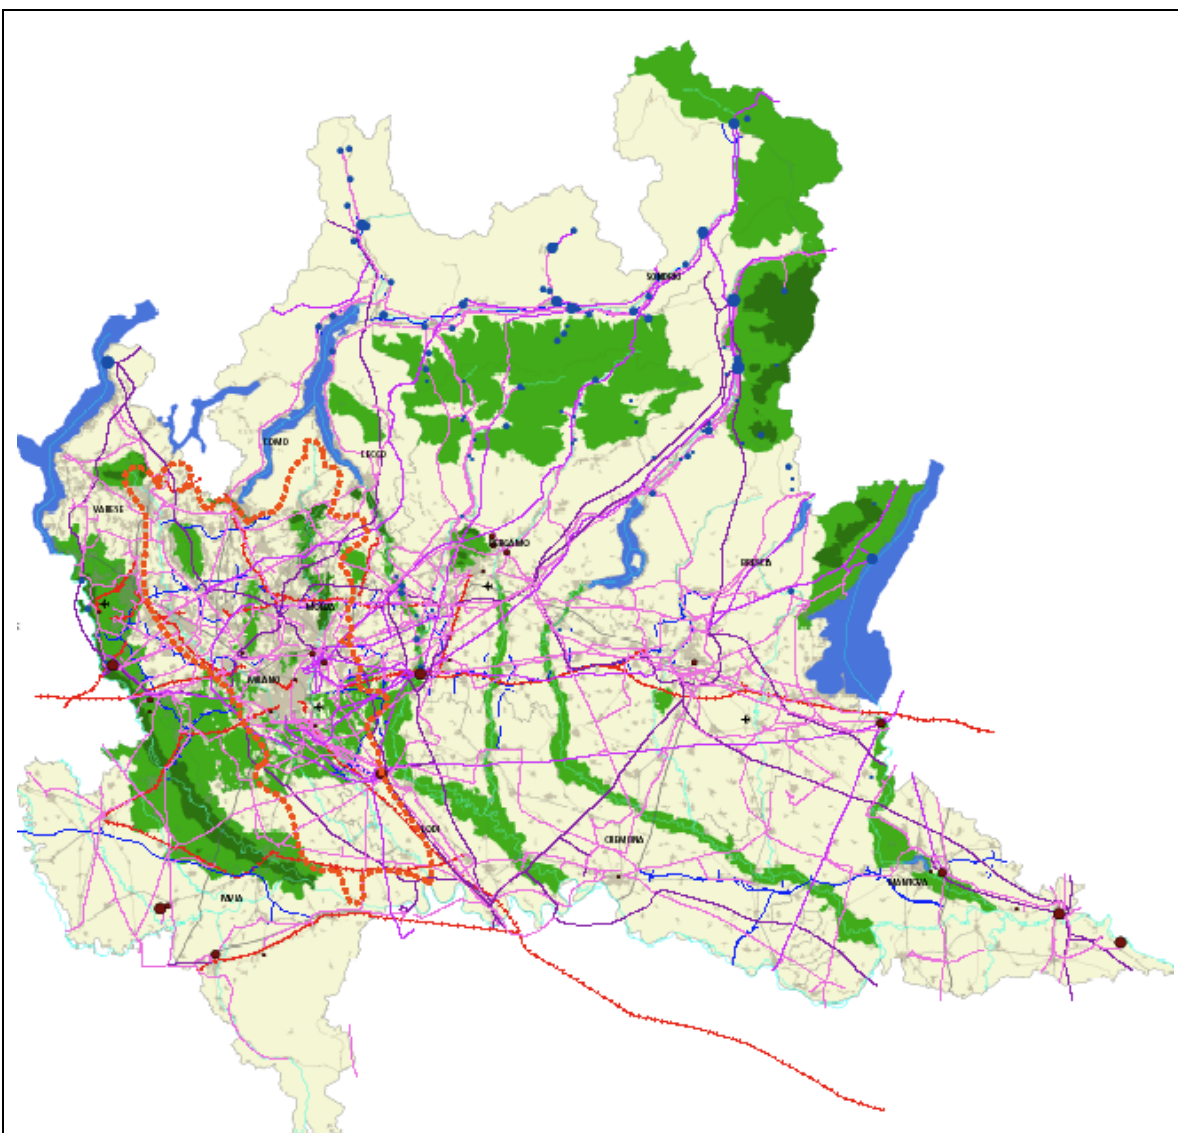 SONDRIO
COMO
LECCO
VARESE
BERGAMO
BRESCIA
MONZA
MILANO
LODI
CREMONA
MANTOVA
PAVIA